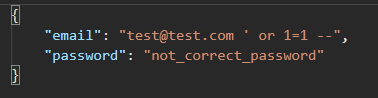 {
"email": "test@test.com ' or 1=1 --",
"password": "not_correct_password"
}